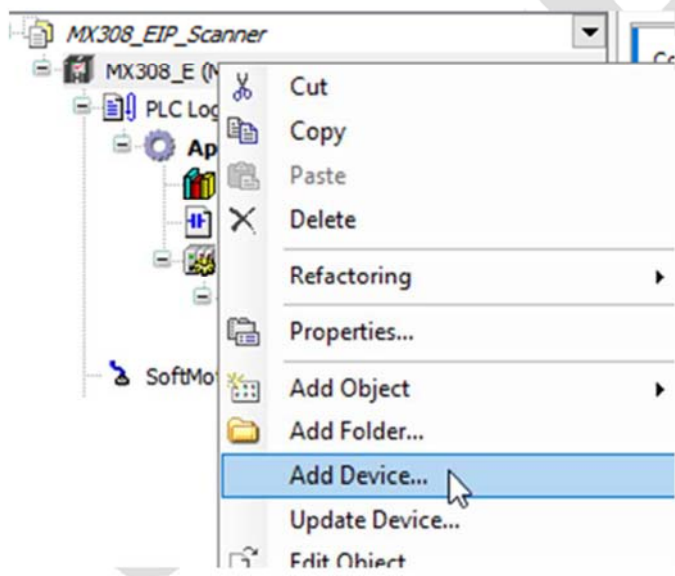 MX308_EIP_Scanner
MX308_E (M
PLC Log
Ap
SoftMo
Cut
Copy
Paste
Delete
Refactoring
Properties...
Add Object
Add Folder...
Add Device...
Update Device...
Edit Object